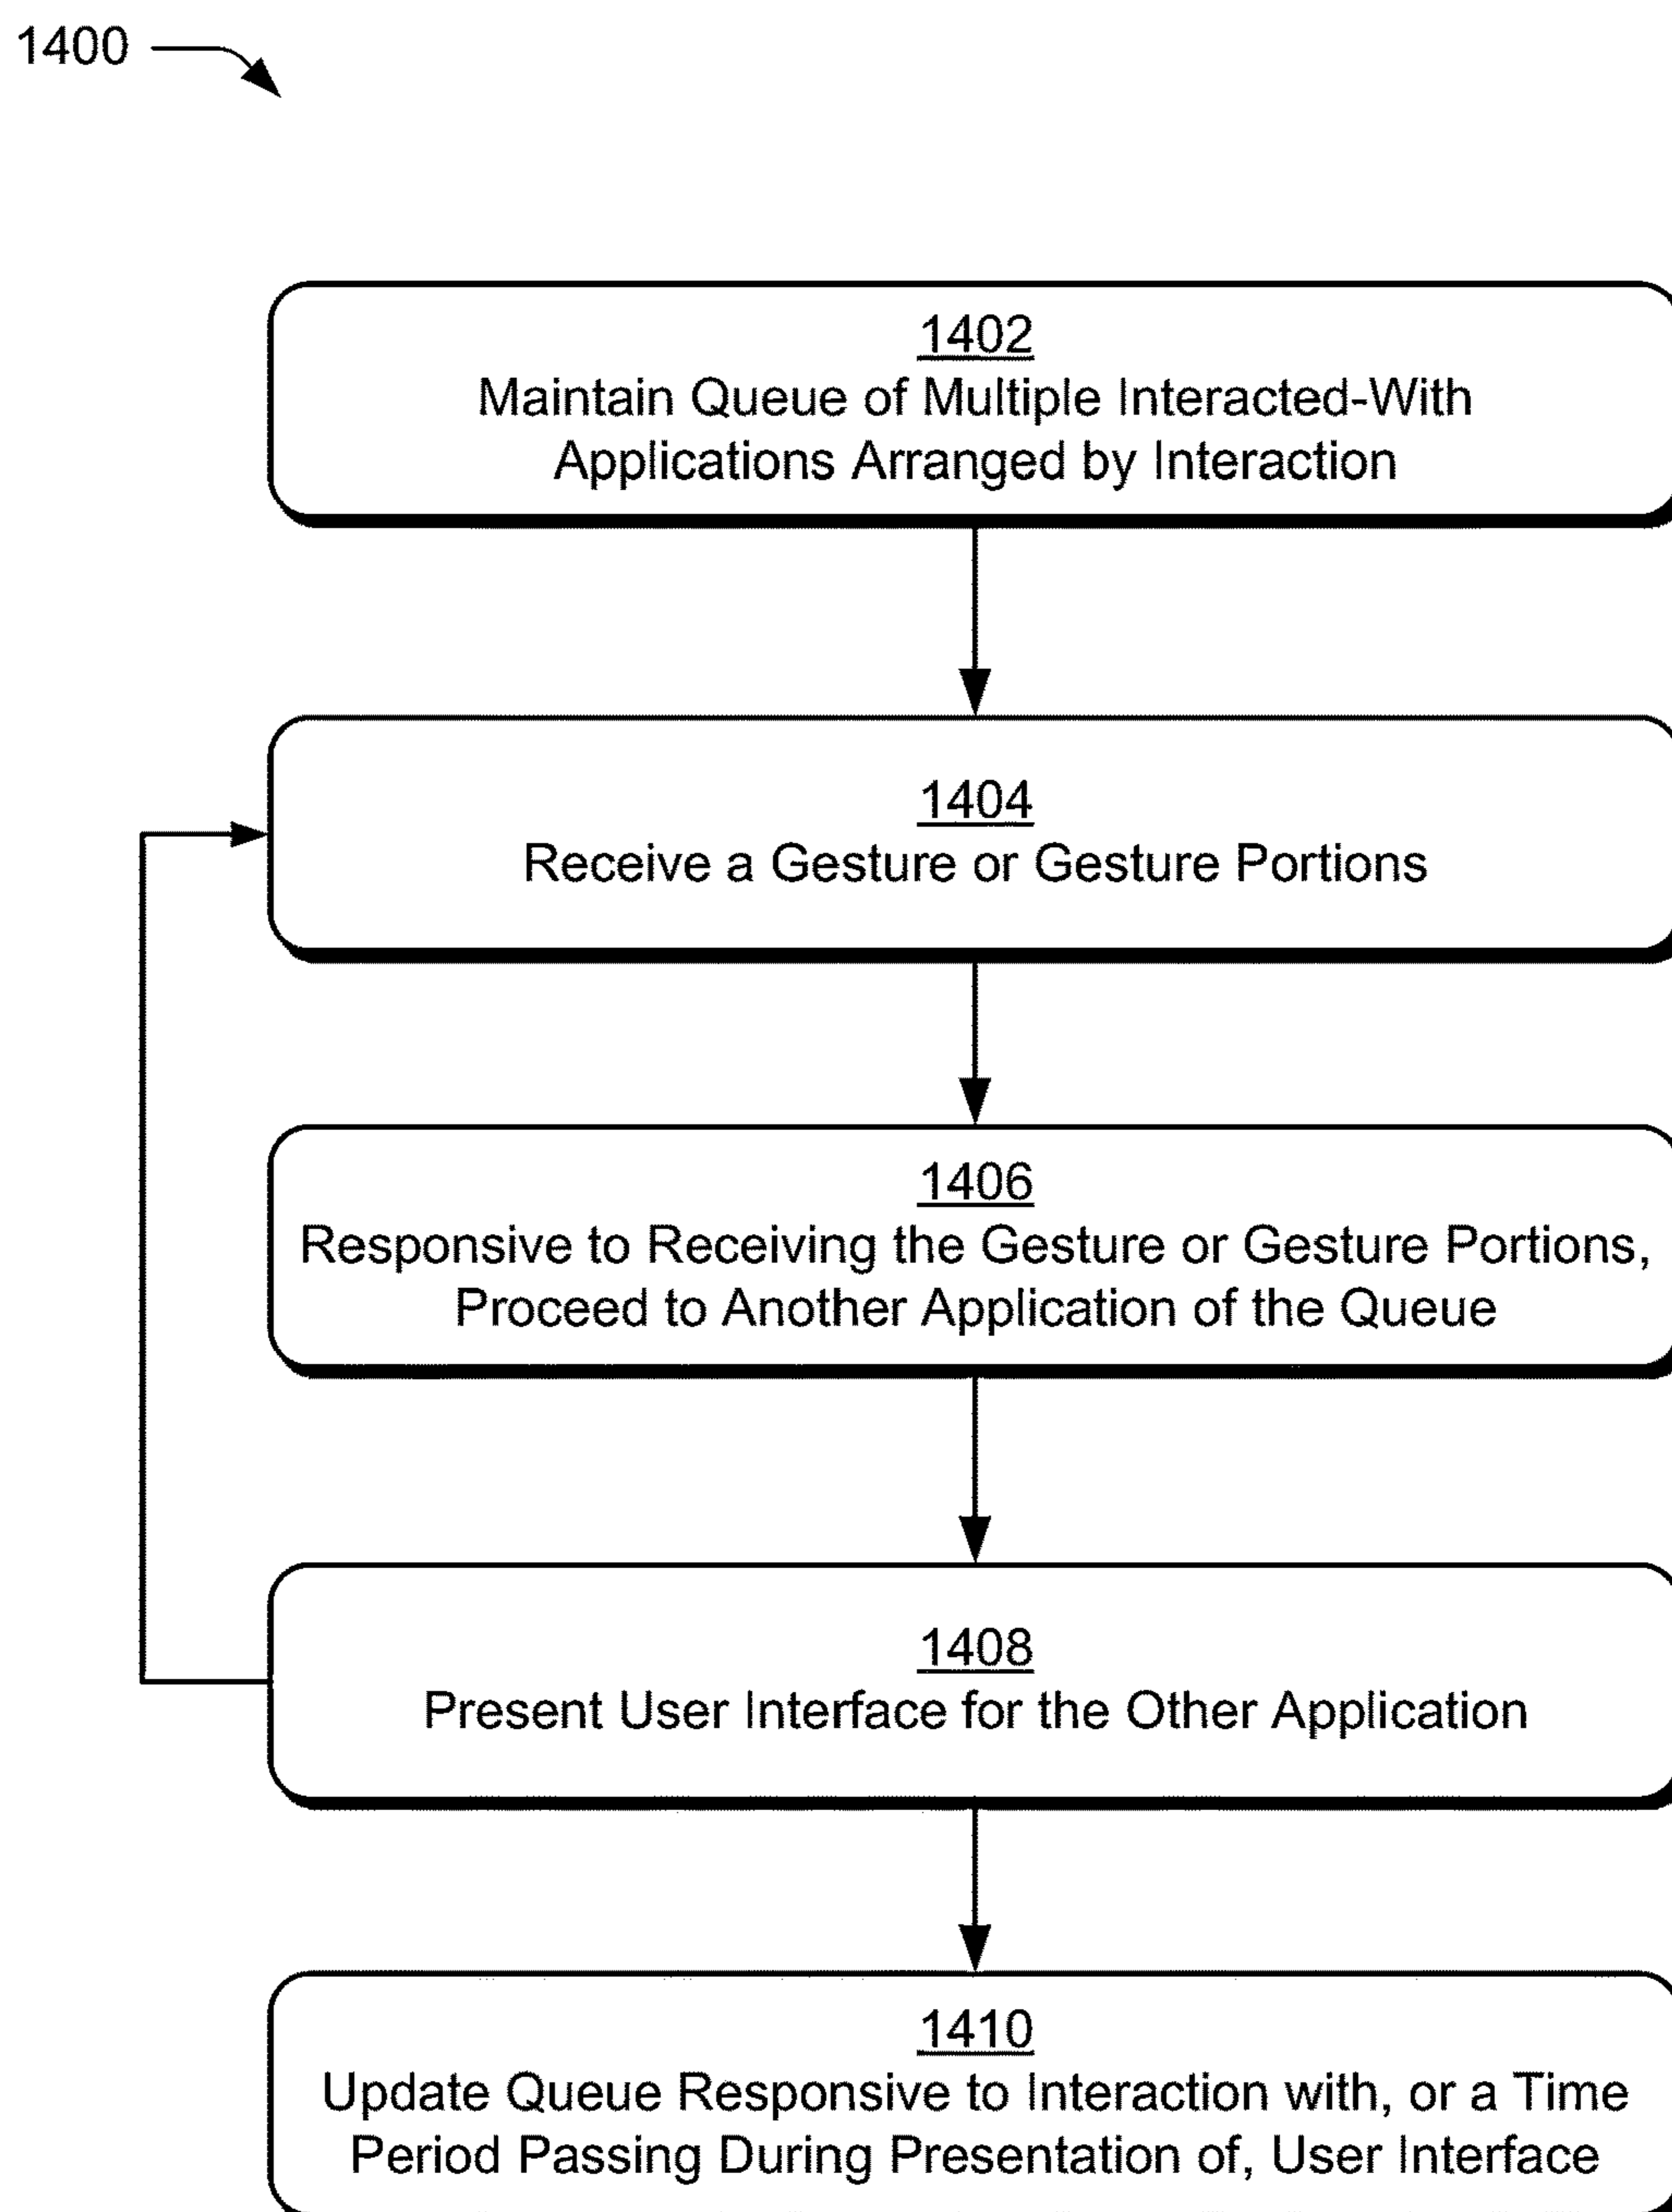 1400
1402
Maintain Queue of Multiple Interacted-With
Applications Arranged by Interaction
1404
Receive a Gesture or Gesture Portions
1406
Responsive to Receiving the Gesture or Gesture Portions,
Proceed to Another Application of the Queue
1408
Present User Interface for the Other Application
1410
Update Queue Responsive to Interaction with, or a Time
Period Passing During Presentation of, User Interface